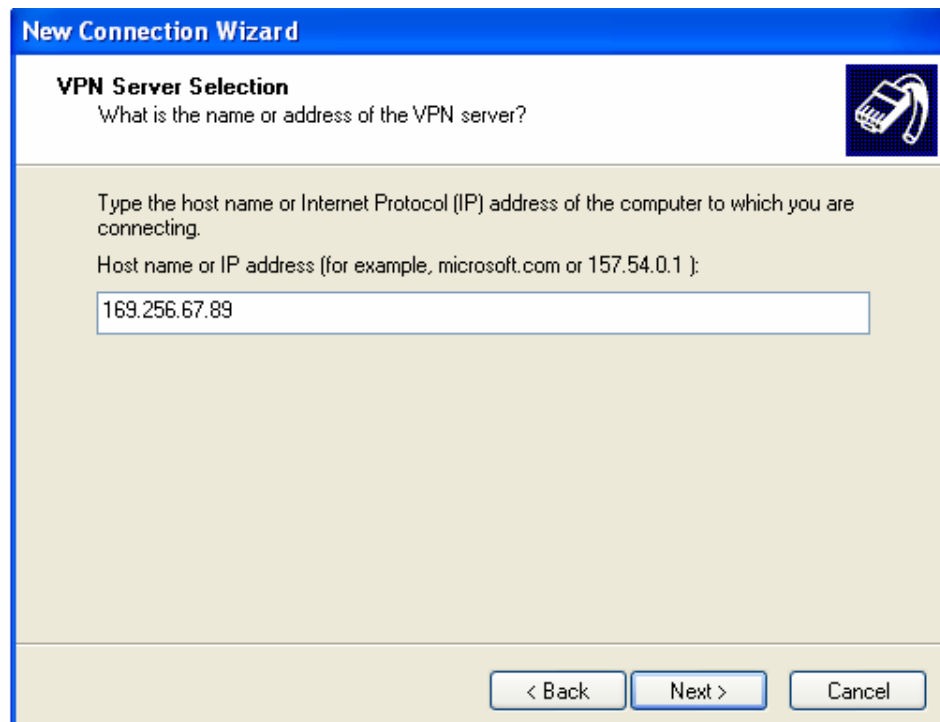 New Connection Wizard
VPN Server Selection
What is the name or address of the VPN server?
Type the host name or Internet Protocol (IP) address of the computer to which you are
connecting.
Host name or IP address (for example, microsoft.com or 157.54.0.1 ):
169.256.67.89
< Back
Next >
Cancel